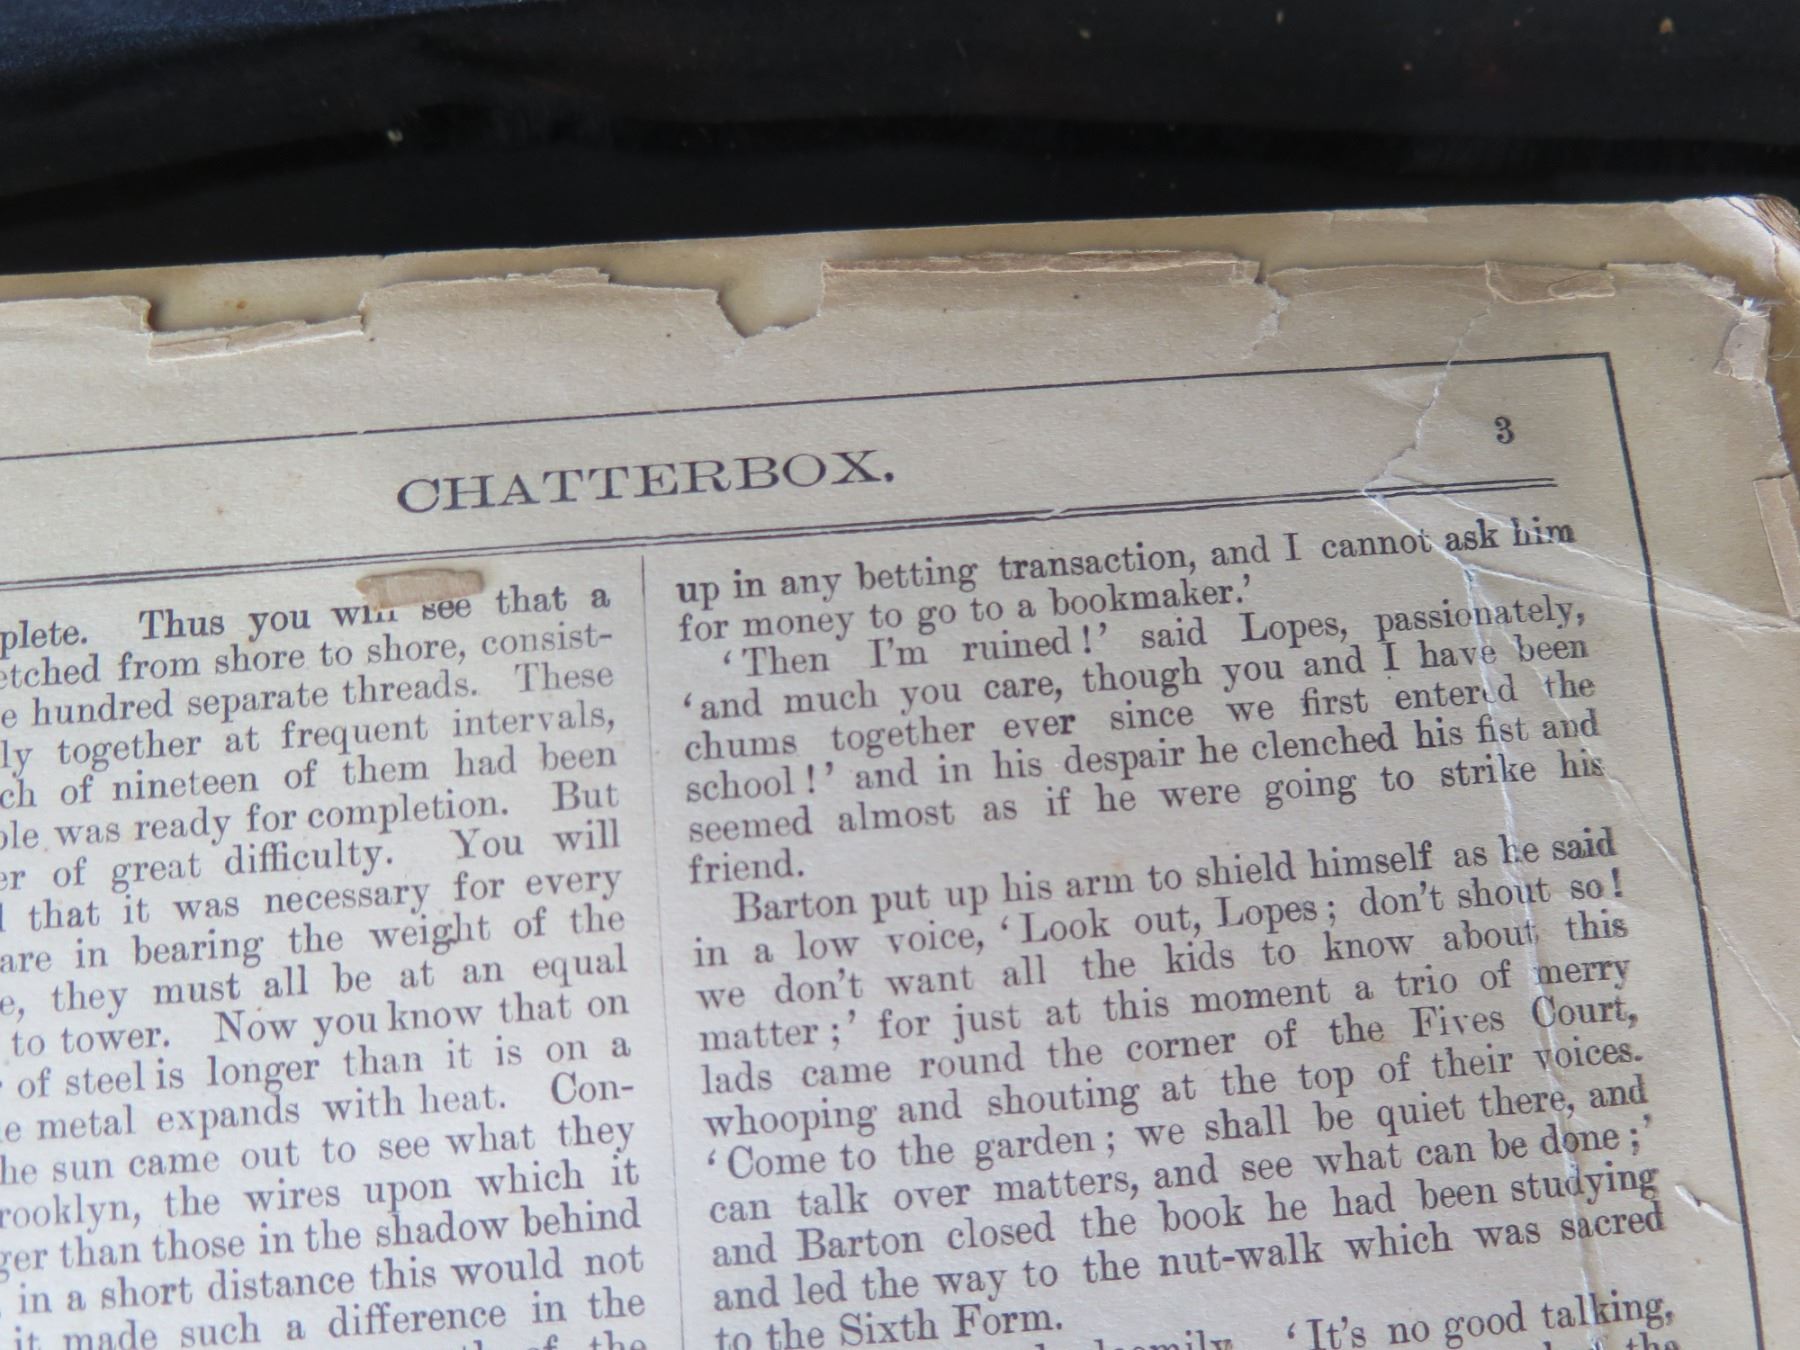 CHATTERBOX.
3
plete. Thus you will see that a
etched from shore to shore, consist-
e hundred separate threads. These
ly together at frequent intervals,
ch of nineteen of them had been
ble was ready for completion. But
er of great difficulty. You will
that it was necessary for every
are in bearing the weight of the
e, they must all be at an equal
to tower. Now you know that on
of steel is longer than it is on a
e metal expands with heat. Con-
he sun came out to see what they
rooklyn, the wires upon which it
ger than those in the shadow behind
in a short distance this would not
it made such a difference in the
of the
up in any betting transaction, and I cannot ask him
for money to go to a bookmaker.'
'Then I'm ruined!' said Lopes, passionately,
'and much you care, though you and I have been
chums together ever since we first entered the
school!' and in his despair he clenched his fist and
seemed almost as if he were going to strike his
friend.
Barton put up his arm to shield himself as he said
in a low voice, 'Look out, Lopes; don't shout so!
we don't want all the kids to know about this
matter;' for just at this moment a trio of merry
lads came round the corner of the Fives Court,
whooping and shouting at the top of their voices.
'Come to the garden; we shall be quiet there, and
can talk over matters, and see what can be done;'
and Barton closed the book he had been studying
and led the way to the nut-walk which was sacred
to the Sixth Form.
'It's no good talking,
the